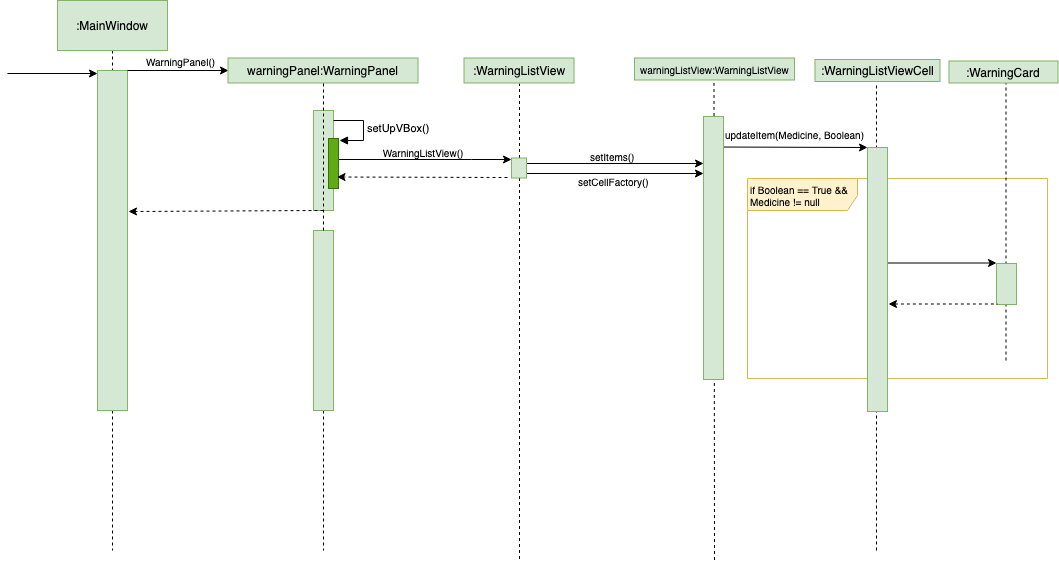 :MainWindow
WarningPanel()
warningPanel:WarningPanel
:WarningListView
warningListView:WarningListView
:WarningListViewCell
:WarningCard
setUpVBox()
updateItem(Medicine, Boolean)
WarningListView()
setItems()
setCellFactory()
if Boolean == True &&
Medicine != null